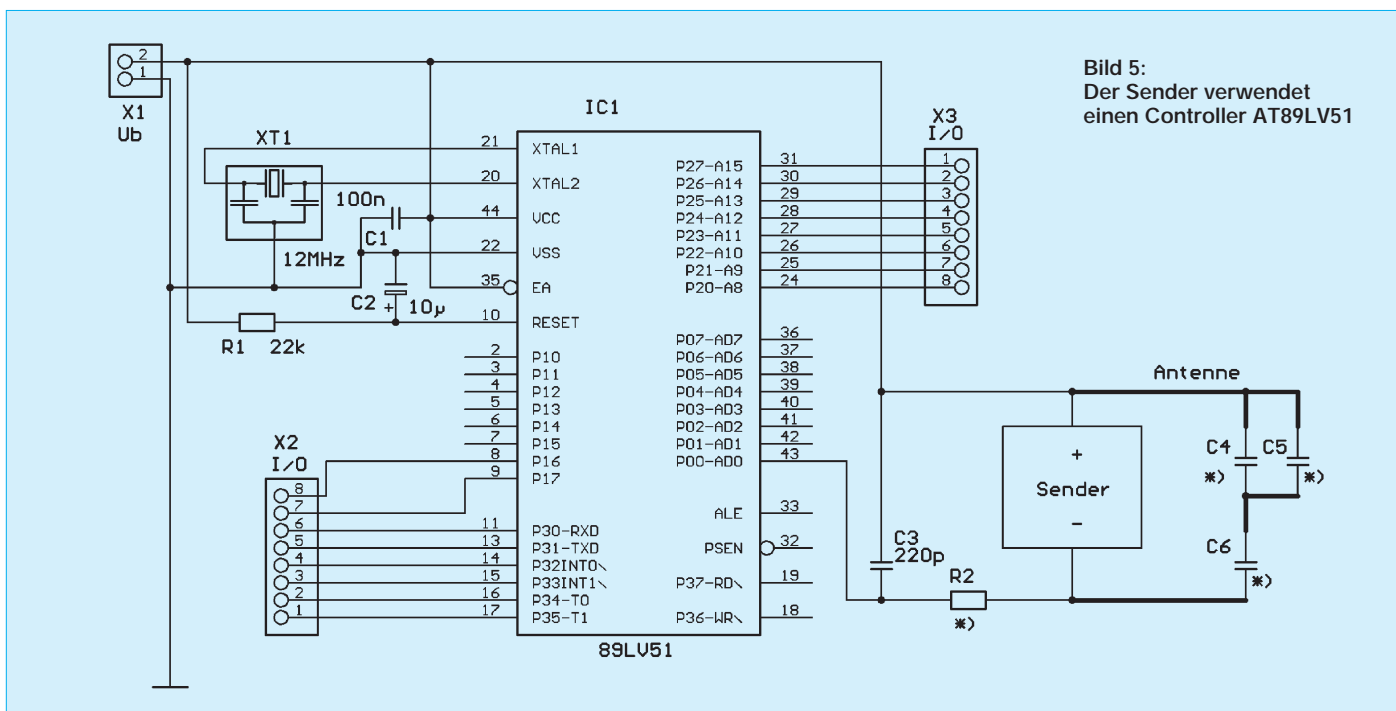 Bild 5:
Der Sender verwendet
einen Controller AT89LV51
2
1
X1
Ub
XT1
12MHz
100n
C1
C2
+
10µ
R1 22k
IC1
21 XTAL1
20 XTAL2
44 VCC
22 VSS
35 EA
10 RESET
2 P10
3 P11
4 P12
5 P13
6 P14
7 P15
8 P16
9 P17
11 P30-RXD
13 P31-TXD
14 P32INT0\
15 P33INT1\
16 P34-T0
17 P35-T1
X2
I/O
8
7
6
5
4
3
2
1
P27-A15 31
P26-A14 30
P25-A13 29
P24-A12 28
P23-A11 27
P22-A10 26
P21-A9 25
P20-A8 24
P07-AD7 36
P06-AD6 37
P05-AD5 38
P04-AD4 39
P03-AD3 40
P02-AD2 41
P01-AD1 42
P00-AD0 43
ALE 33
PSEN 32
P37-RD\ 19
P36-WR\ 18
89LV51
X3
I/O
1
2
3
4
5
6
7
8
C3
220p
R2
*)
Antenne
+
Sender
-
C4
*)
C5
*)
C6
*)